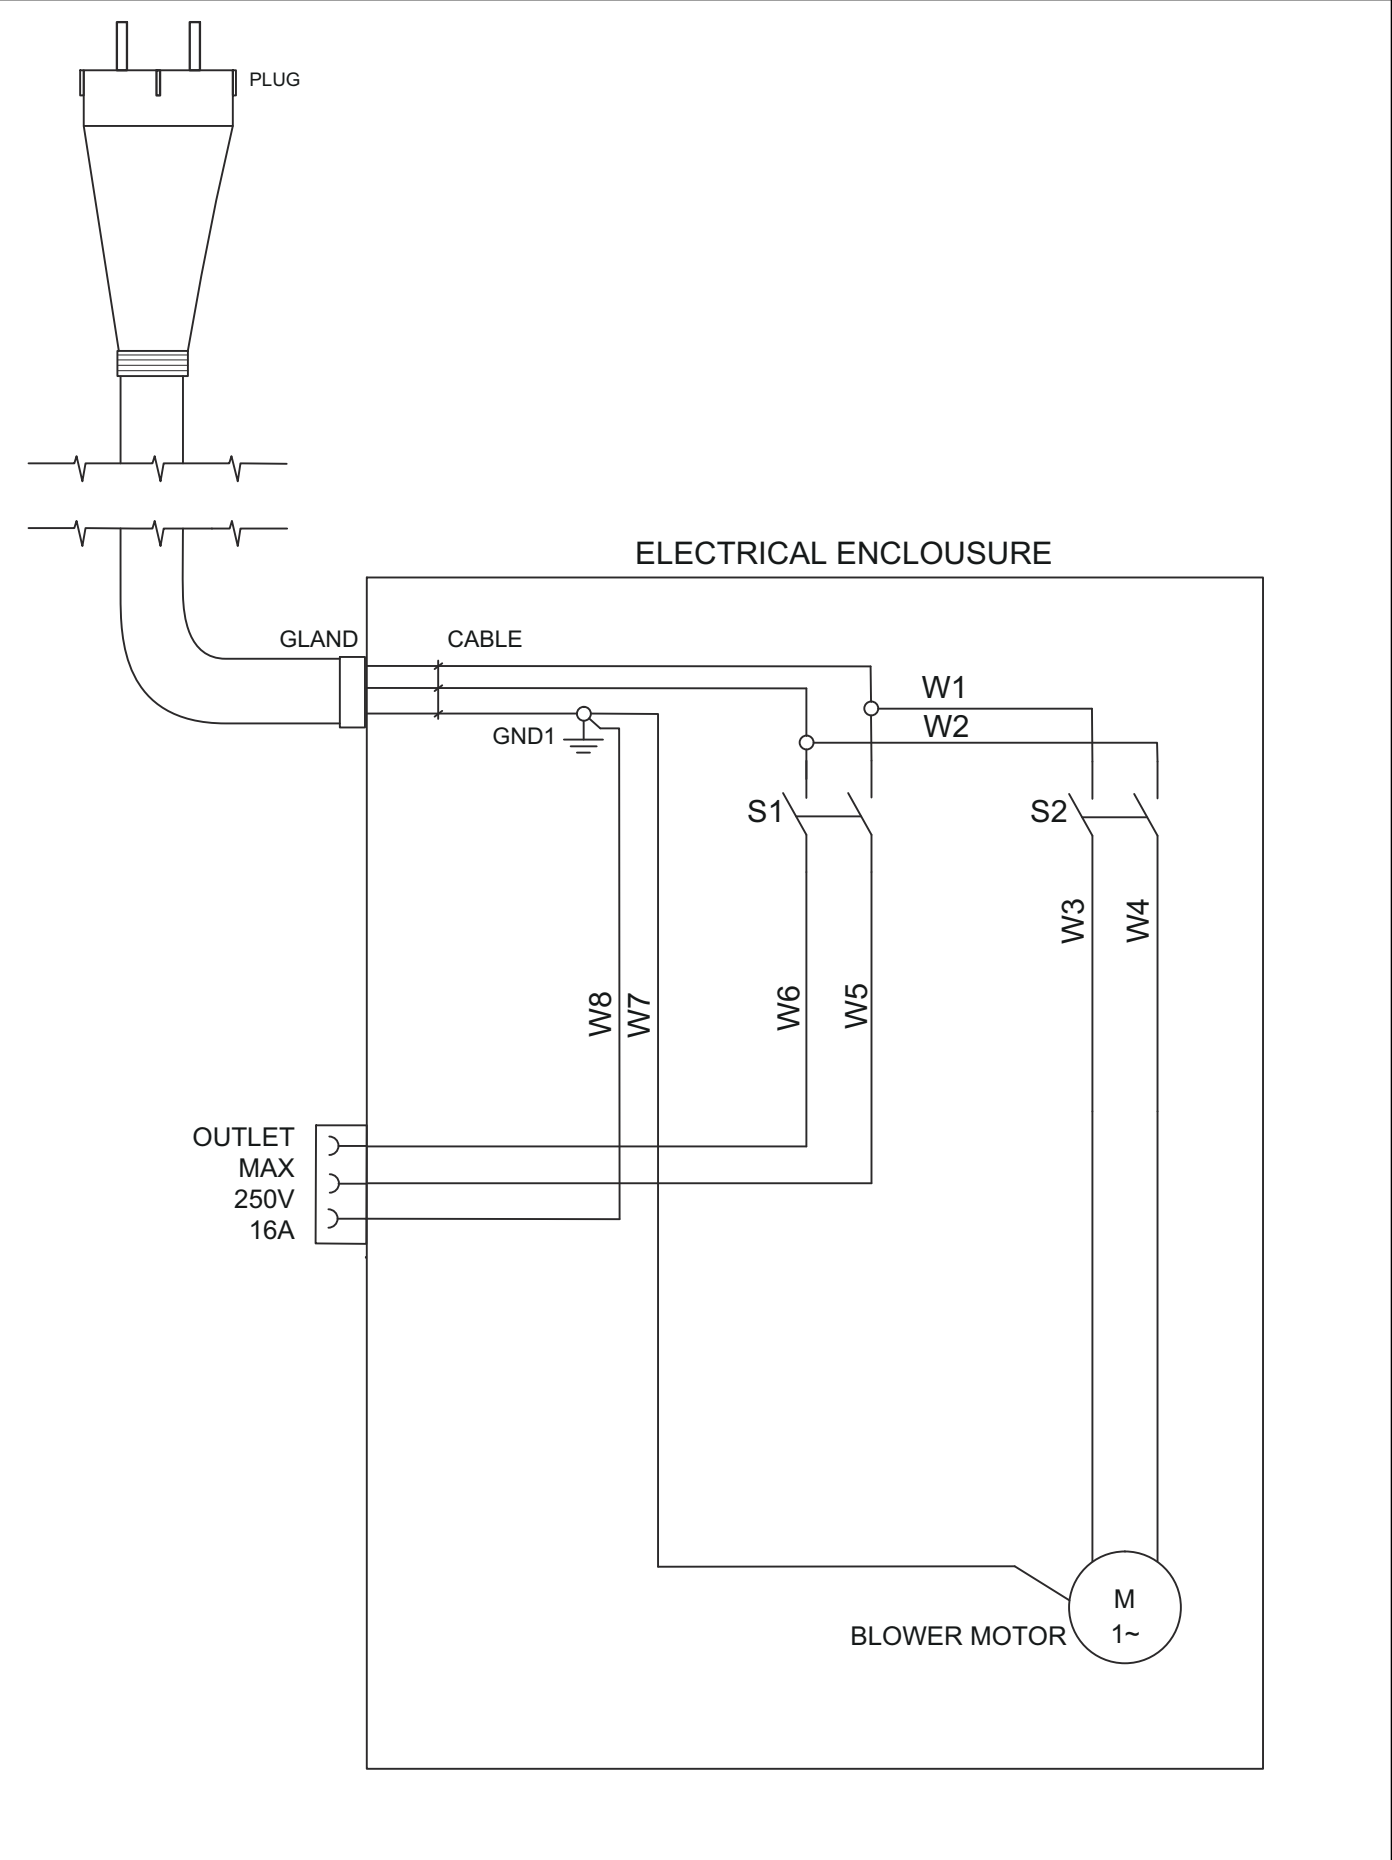 PLUG
ELECTRICAL ENCLOUSURE
GLAND
CABLE
W1
W2
GND1
S1
S2
W3
W4
W8
W7
W6
W5
OUTLET
MAX
250V
16A
M
1~
BLOWER MOTOR